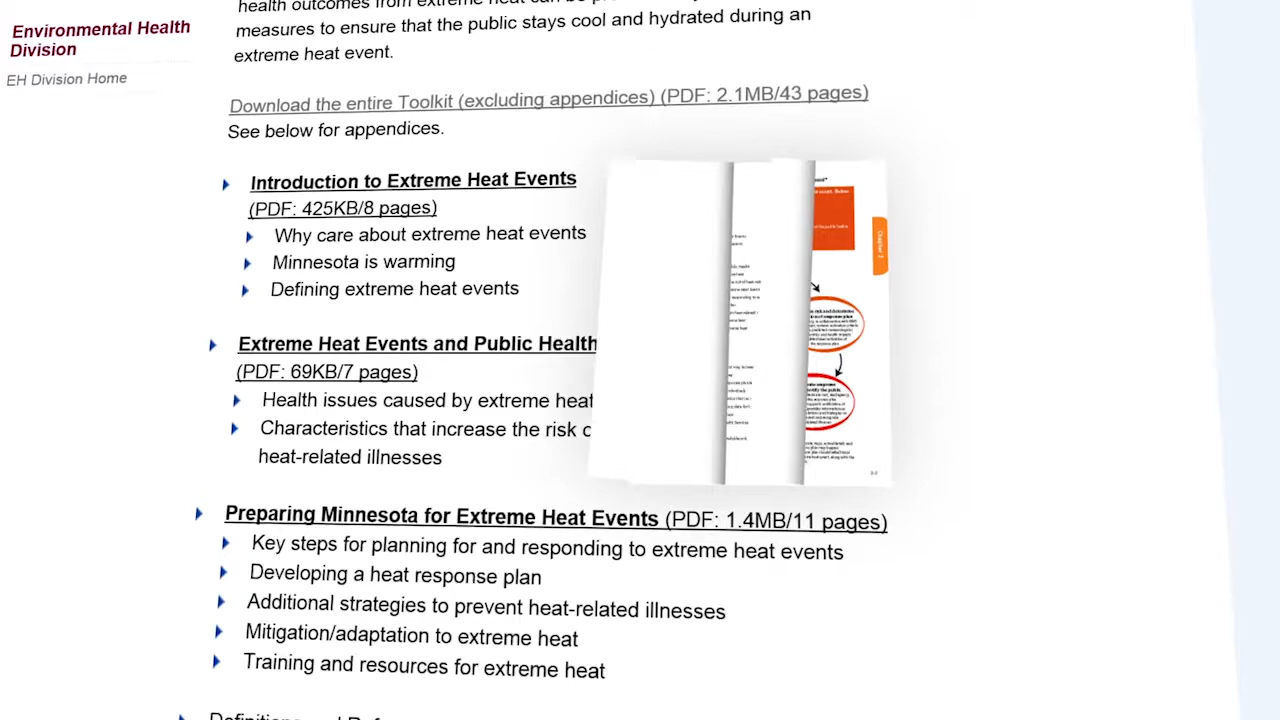 Environmental Health
Division
EH Division Home
health outcomes from extreme heat can be
measures to ensure that the public stays cool and hydrated during an
extreme heat event.
Download the entire Toolkit (excluding appendices) (PDF: 2.1MB/43 pages)
See below for appendices.
Introduction to Extreme Heat Events
(PDF: 425KB/8 pages)
Why care about extreme heat events
Minnesota is warming
Defining extreme heat events
Extreme Heat Events and Public Health
(PDF: 69KB/7 pages)
Health issues caused by extreme heat
Characteristics that increase the risk o
heat-related illnesses
Chapter 3
Preparing Minnesota for Extreme Heat Events (PDF: 1.4MB/11 pages)
Key steps for planning for and responding to extreme heat events
Developing a heat response plan
Additional strategies to prevent heat-related illnesses
Mitigation/adaptation to extreme heat
Training and resources for extreme heat